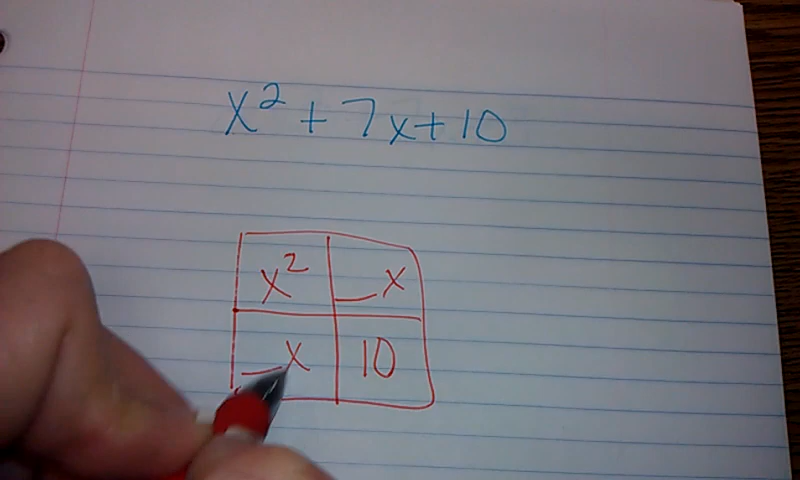 x² + 7x + 10
x² _x
_x 10